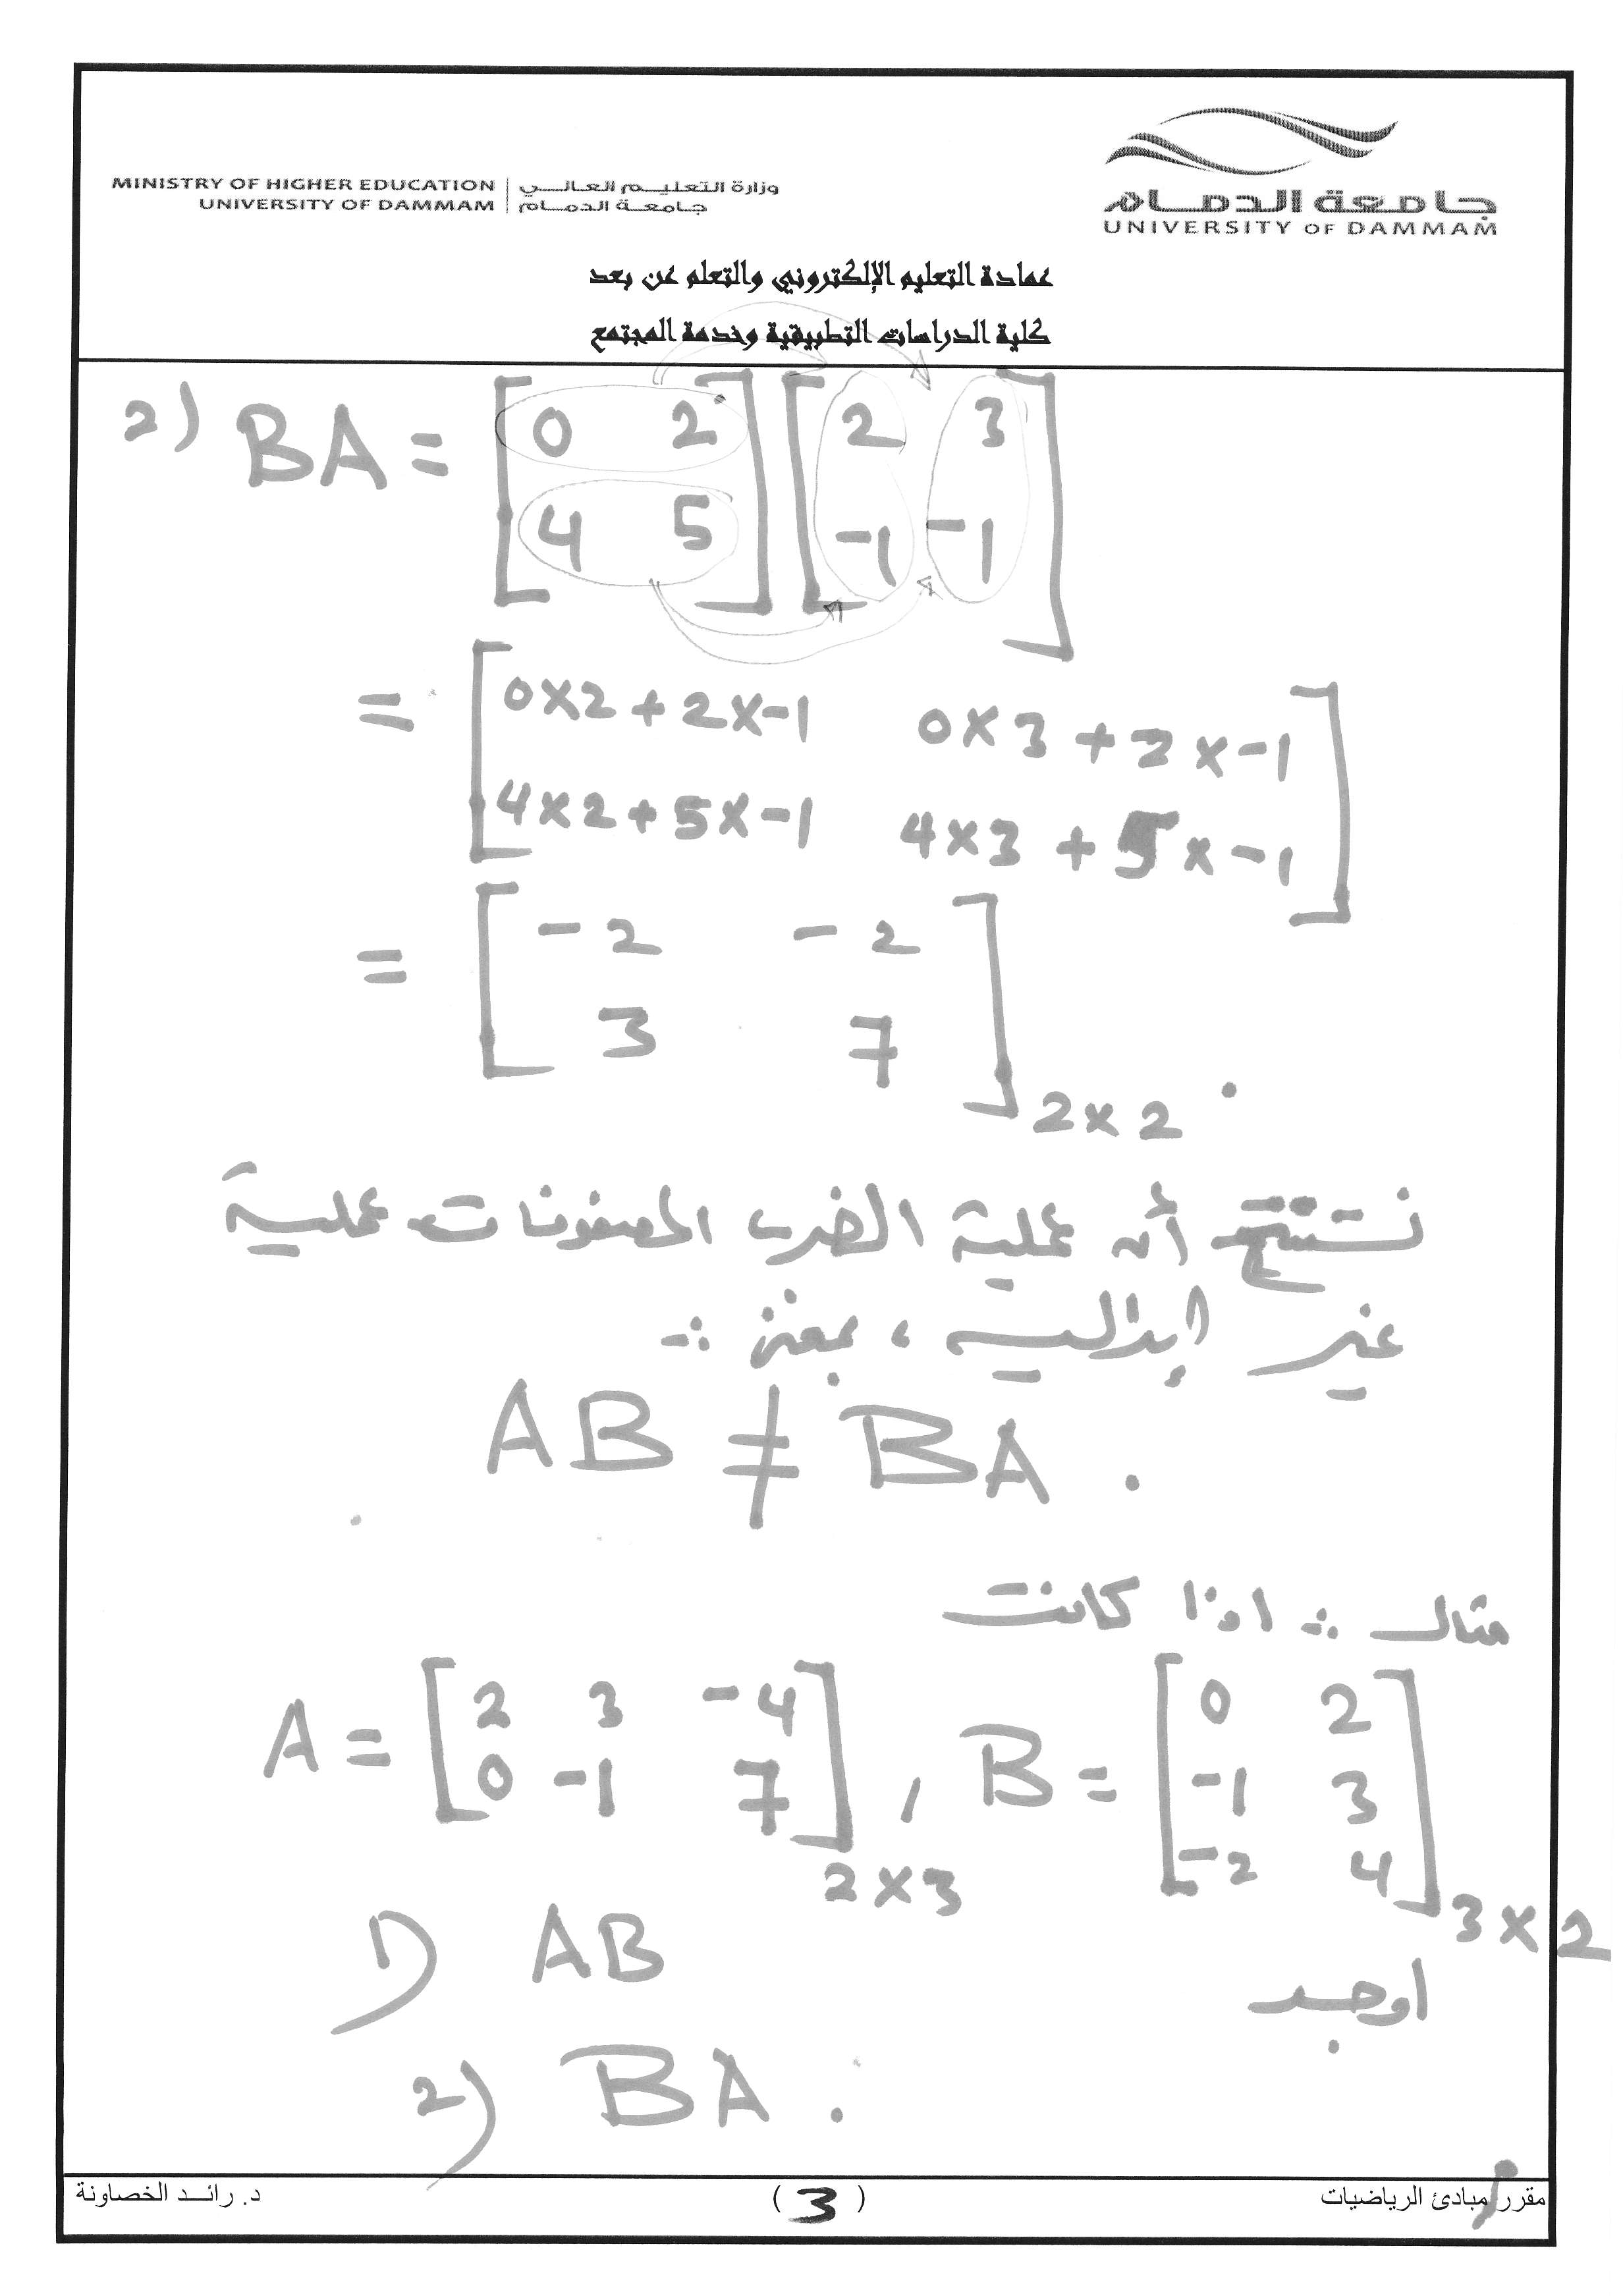 جامعة الدمام
UNIVERSITY OF DAMMAM
MINISTRY OF HIGHER EDUCATION | وزارة التعليم العالي
UNIVERSITY OF DAMMAM | جامعة الدمام
عمادة التعليم الإلكتروني والتعلم عن بعد
كلية الدراسات التطبيقية وخدمة المجتمع
2) BA = [ 0 2 ] [ 2 3 ]
[ 4 5 ] [ -1 -1 ]
= [ 0×2+2×-1 0×3+2×-1 ]
[ 4×2+5×-1 4×3+5×-1 ]
= [ -2 -2 ]
[ 3 7 ] 2×2 .
نستنتج أن عملية الضرب المصفوفات عملية
غير إبدالية ، بمعنى :-
AB ≠ BA .
مثال :- اذا كانت
A = [ 2 3 -4 ] , B = [ 0 2 ]
[ 0 -1 7 ] 2×3 [ -1 3 ]
[ -2 4 ] 3×2
اوجد
1) AB
2) BA .
مقرر مبادئ الرياضيات ( 3 ) د. رائد الخصاونة